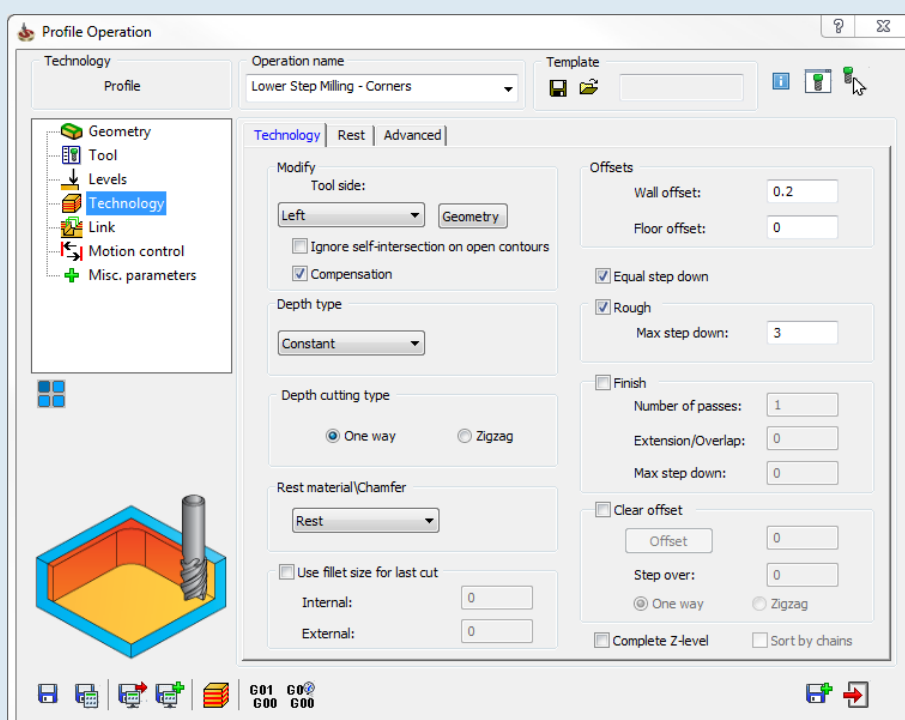 Profile Operation
Technology
Profile
Operation name
Lower Step Milling - Corners
Template
Geometry
Tool
Levels
Technology
Link
Motion control
Misc. parameters
Technology Rest Advanced
Modify
Tool side:
Left Geometry
Ignore self-intersection on open contours
Compensation
Depth type
Constant
Depth cutting type
One way Zigzag
Rest material\Chamfer
Rest
Use fillet size for last cut
Internal: 0
External: 0
Offsets
Wall offset: 0.2
Floor offset: 0
Equal step down
Rough
Max step down: 3
Finish
Number of passes: 1
Extension/Overlap: 0
Max step down: 0
Clear offset
Offset 0
Step over: 0
One way Zigzag
Complete Z-level Sort by chains
G01 G0
G00 G00